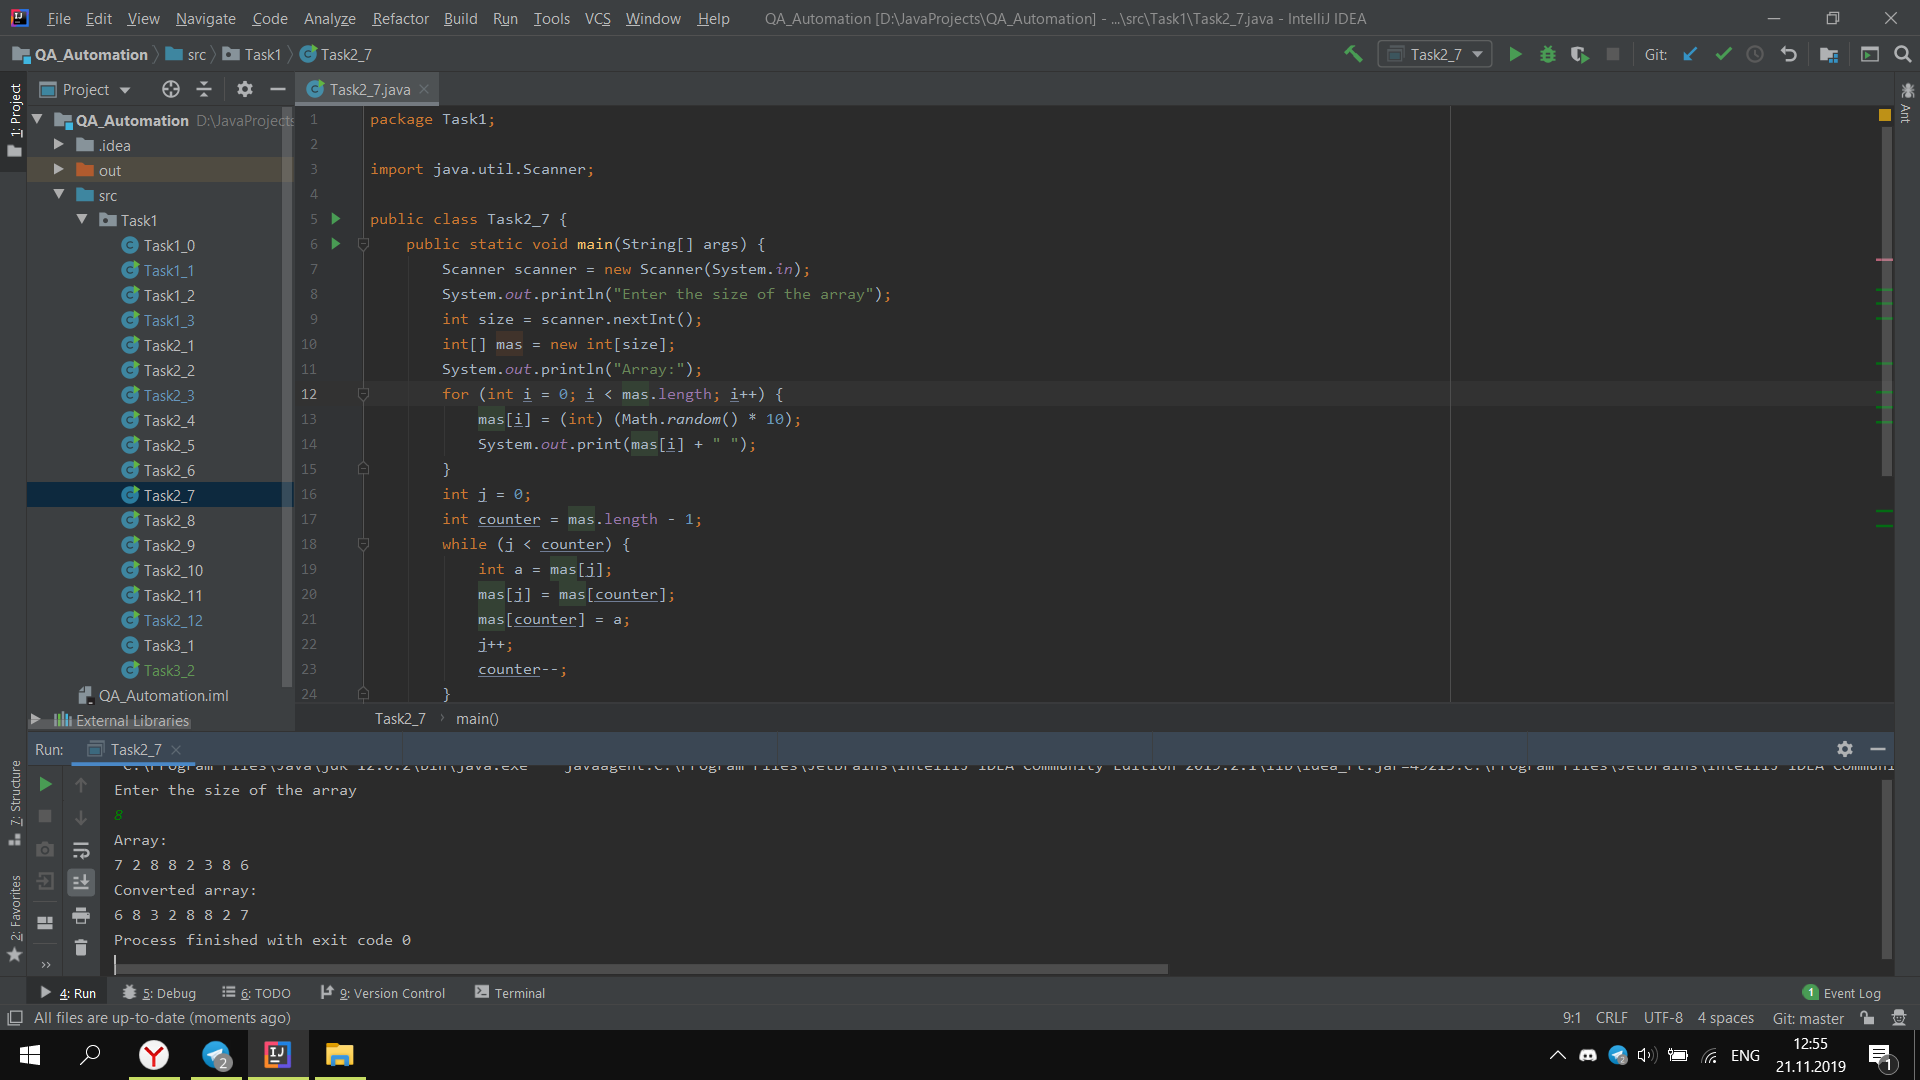 File Edit View Navigate Code Analyze Refactor Build Run Tools VCS Window Help QA_Automation [D:\JavaProjects\QA_Automation] - ...\src\Task1\Task2_7.java - IntelliJ IDEA
QA_Automation src Task1 Task2_7 Task2_7 Git:
Project Task2_7.java
1: Project
Ant
QA_Automation D:\JavaProjects
.idea
out
src
Task1
Task1_0
Task1_1
Task1_2
Task1_3
Task2_1
Task2_2
Task2_3
Task2_4
Task2_5
Task2_6
Task2_7
Task2_8
Task2_9
Task2_10
Task2_11
Task2_12
Task3_1
Task3_2
QA_Automation.iml
External Libraries
1 package Task1;
2
3 import java.util.Scanner;
4
5 public class Task2_7 {
6 public static void main(String[] args) {
7 Scanner scanner = new Scanner(System.in);
8 System.out.println("Enter the size of the array");
9 int size = scanner.nextInt();
10 int[] mas = new int[size];
11 System.out.println("Array:");
12 for (int i = 0; i < mas.length; i++) {
13 mas[i] = (int) (Math.random() * 10);
14 System.out.print(mas[i] + " ");
15 }
16 int j = 0;
17 int counter = mas.length - 1;
18 while (j < counter) {
19 int a = mas[j];
20 mas[j] = mas[counter];
21 mas[counter] = a;
22 j++;
23 counter--;
24 }
Task2_7 main()
Run: Task2_7
7: Structure
2: Favorites
Enter the size of the array
8
Array:
7 2 8 8 2 3 8 6
Converted array:
6 8 3 2 8 8 2 7
Process finished with exit code 0
4: Run 5: Debug 6: TODO 9: Version Control Terminal 1 Event Log
All files are up-to-date (moments ago) 9:1 CRLF UTF-8 4 spaces Git: master
2 ENG 12:55
21.11.2019 1